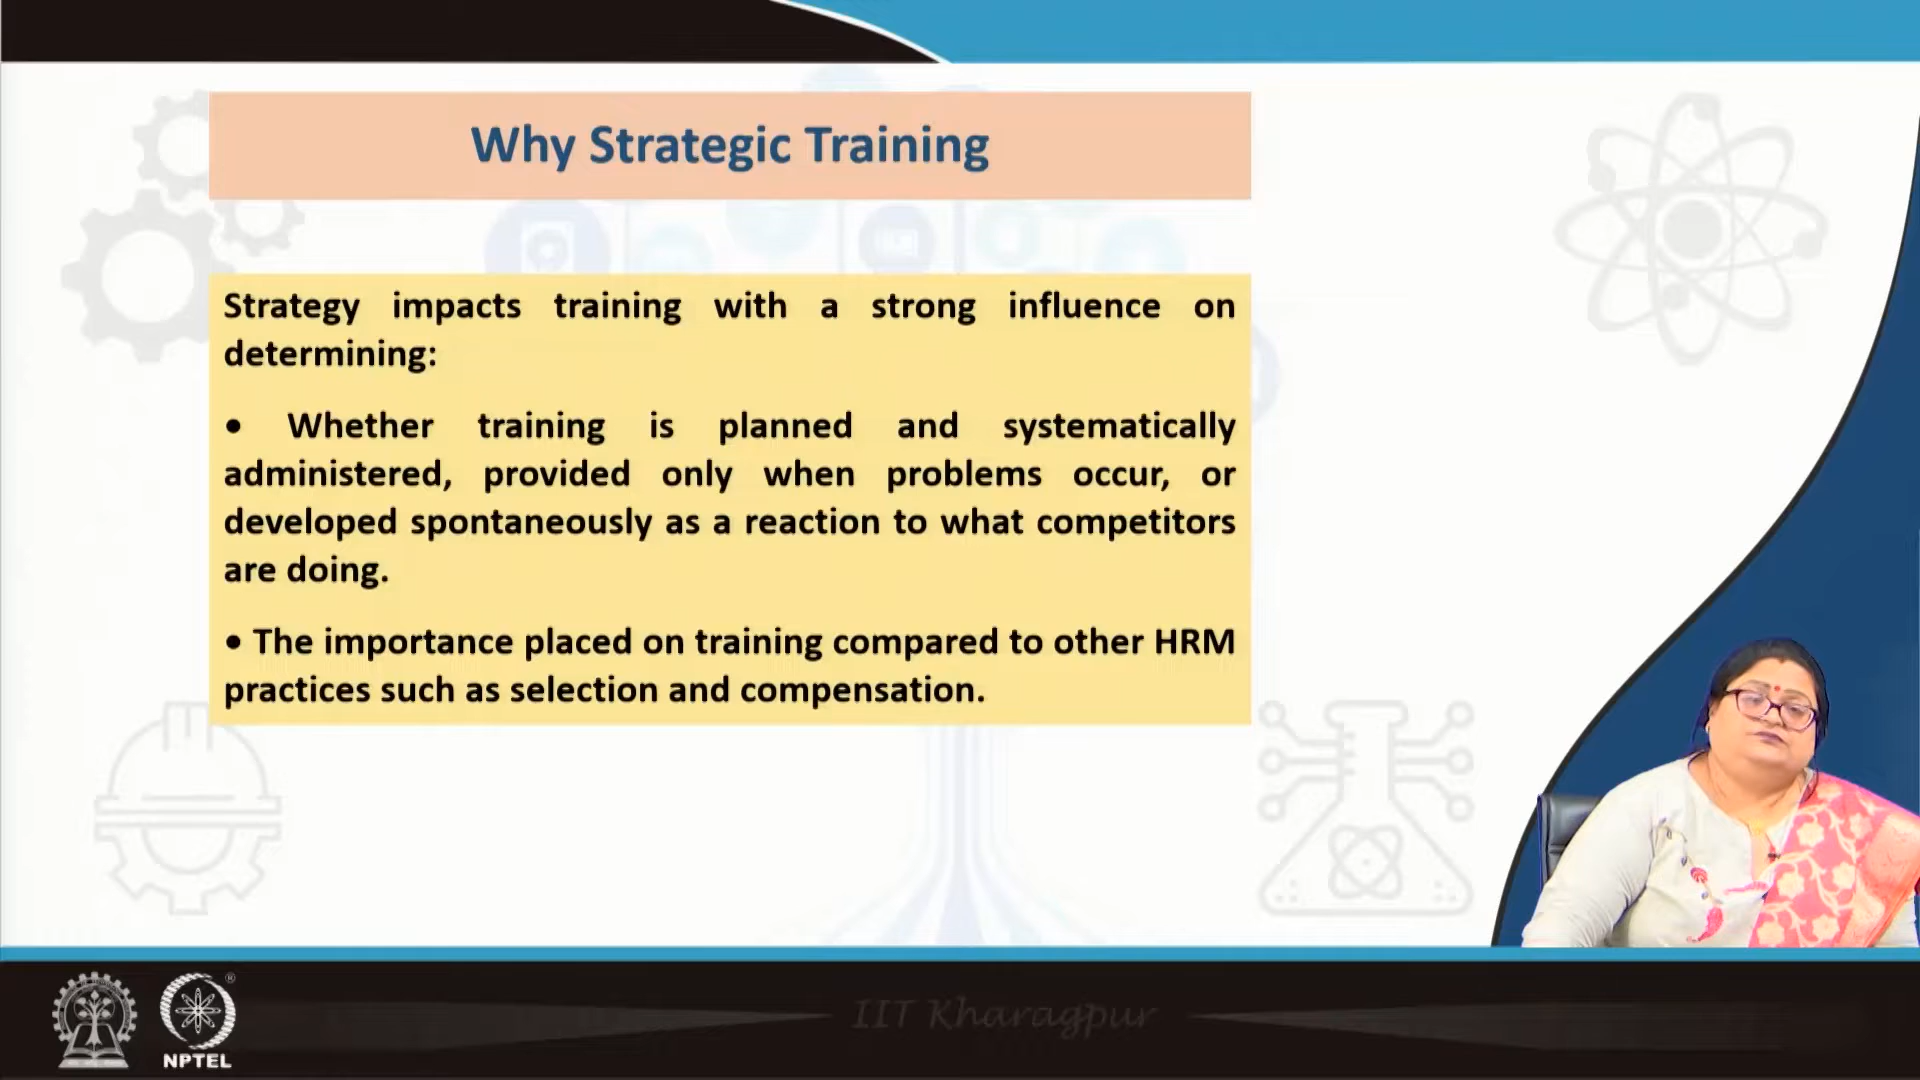 Why Strategic Training
Strategy impacts training with a strong influence on
determining:
• Whether training is planned and systematically
administered, provided only when problems occur, or
developed spontaneously as a reaction to what competitors
are doing.
• The importance placed on training compared to other HRM
practices such as selection and compensation.
IIT Kharagpur
®
NPTEL